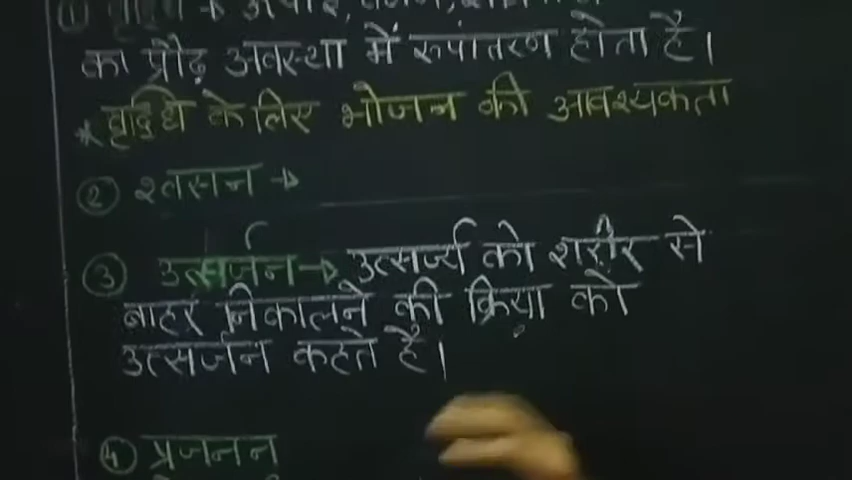 ① वृद्धि →
का प्रौढ़ अवस्था में रूपांतरण होता है।
* वृद्धि के लिए भोजन की आवश्यकता
② श्वसन →
③ उत्सर्जन → उत्सर्ज्य को शरीर से
बाहर निकालने की क्रिया को
उत्सर्जन कहते है।
④ प्रजनन